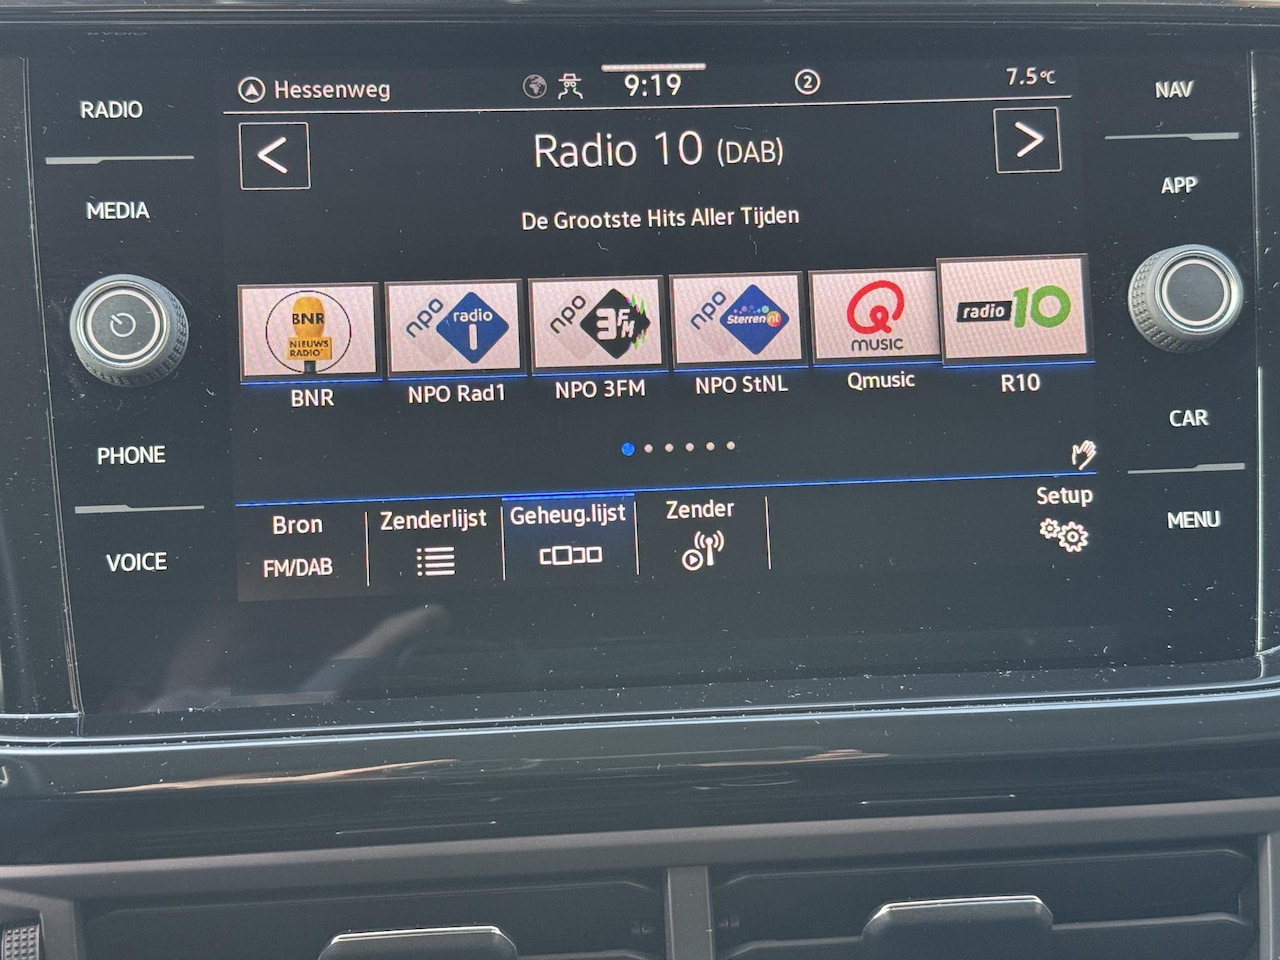 RADIO
MEDIA
PHONE
VOICE
Hessenweg
9:19
2
7.5°C
<
Radio 10 (DAB)
>
De Grootste Hits Aller Tijden
BNR
NIEUWS
RADIO
npo
radio
1
npo
3FM
npo
Sterren.nl
Q
MUSIC
radio 10
BNR
NPO Rad1
NPO 3FM
NPO StNL
Qmusic
R10
Bron
FM/DAB
Zenderlijst
Geheug.lijst
Zender
Setup
NAV
APP
CAR
MENU